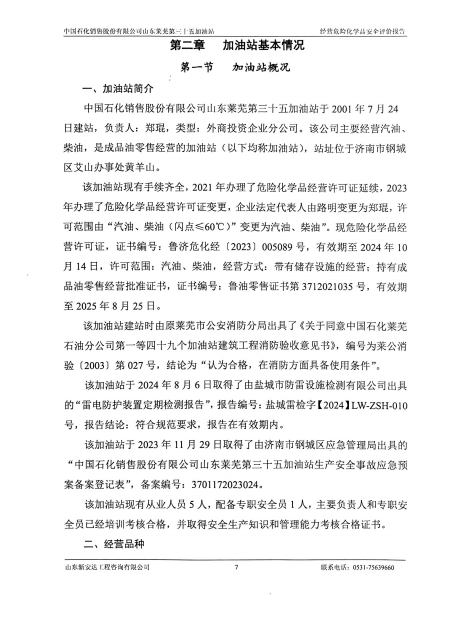 中国石化销售股份有限公司山东莱芜第三十五加油站 经营危险化学品安全评价报告
第二章 加油站基本情况
第一节 加油站概况
一、加油站简介
中国石化销售股份有限公司山东莱芜第三十五加油站于 2001 年 7 月 24
日建站，负责人：郑琨，类型：外商投资企业分公司。该公司主要经营汽油、
柴油，是成品油零售经营的加油站（以下均称加油站），站址位于济南市钢城
区艾山办事处黄羊山。
该加油站现有手续齐全，2021 年办理了危险化学品经营许可证延续，2023
年办理了危险化学品经营许可证变更，企业法定代表人由路明变更为郑琨，许
可范围由“汽油、柴油（闪点≤60℃）”变更为汽油、柴油”。现危险化学品经
营许可证，证书编号：鲁济危化经〔2023〕005089 号，有效期至 2024 年 10
月 14 日，许可范围：汽油、柴油，经营方式：带有储存设施的经营；持有成
品油零售经营批准证书，证书编号：鲁油零售证书第 3712021035 号，有效期
至 2025 年 8 月 25 日。
该加油站建站时由原莱芜市公安消防分局出具了《关于同意中国石化莱芜
石油分公司第一等四十九个加油站建筑工程消防验收意见书》，编号为莱公消
验〔2003〕第 027 号，结论为“认为合格，在消防方面具备使用条件”。
该加油站于 2024 年 8 月 6 日取得了由盐城市防雷设施检测有限公司出具
的“雷电防护装置定期检测报告”，报告编号：盐城雷检字【2024】LW-ZSH-010
号，报告结论：符合规范要求，报告在有效期内。
该加油站于 2023 年 11 月 29 日取得了由济南市钢城区应急管理局出具的
“中国石化销售股份有限公司山东莱芜第三十五加油站生产安全事故应急预
案备案登记表”，备案编号：3701172023024。
该加油站现有从业人员 5 人，配备专职安全员 1 人，主要负责人和专职安
全员已经培训考核合格，并取得安全生产知识和管理能力考核合格证书。
二、经营品种
山东新安达工程咨询有限公司 7 联系电话：0531-75639660